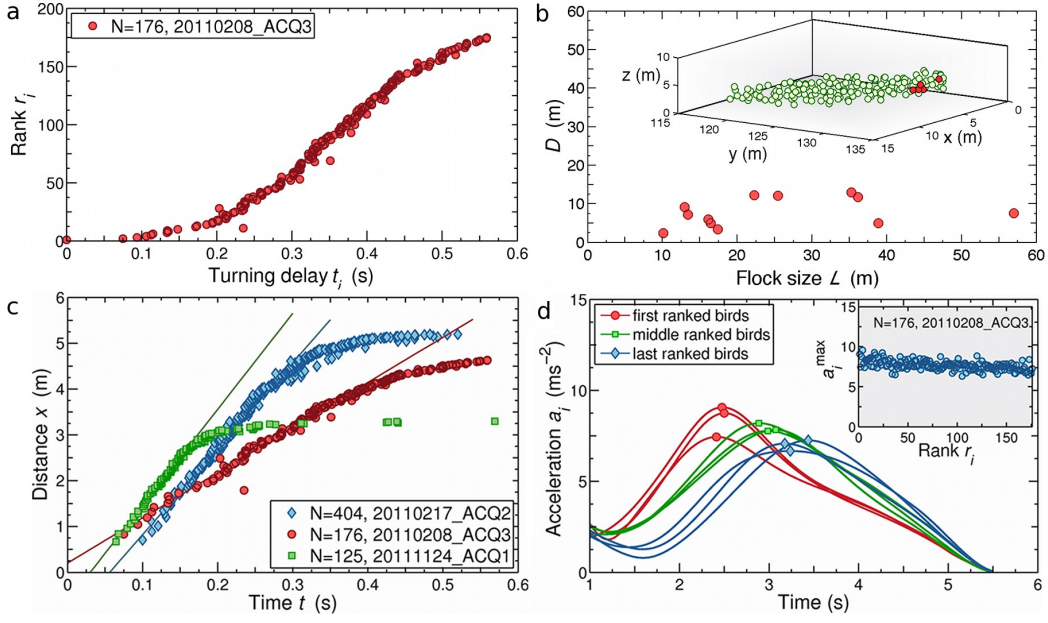 a
N=176, 20110208_ACQ3
200
150
100
50
0
Rank r_i
0 0.1 0.2 0.3 0.4 0.5 0.6
Turning delay t_i (s)
b
60
50
40
30
20
10
0
D (m)
0 10 20 30 40 50 60
Flock size L (m)
z (m)
10
5
0
115 120 125 130 135
y (m)
15 10 5 0
x (m)
c
6
5
4
3
2
1
0
Distance x (m)
N=404, 20110217_ACQ2
N=176, 20110208_ACQ3
N=125, 20111124_ACQ1
0 0.1 0.2 0.3 0.4 0.5 0.6
Time t (s)
d
first ranked birds
middle ranked birds
last ranked birds
15
10
5
0
Acceleration a_i (ms⁻²)
1 2 3 4 5 6
Time (s)
N=176, 20110208_ACQ3
15
10
5
0
a_i^max
0 50 100 150
Rank r_i